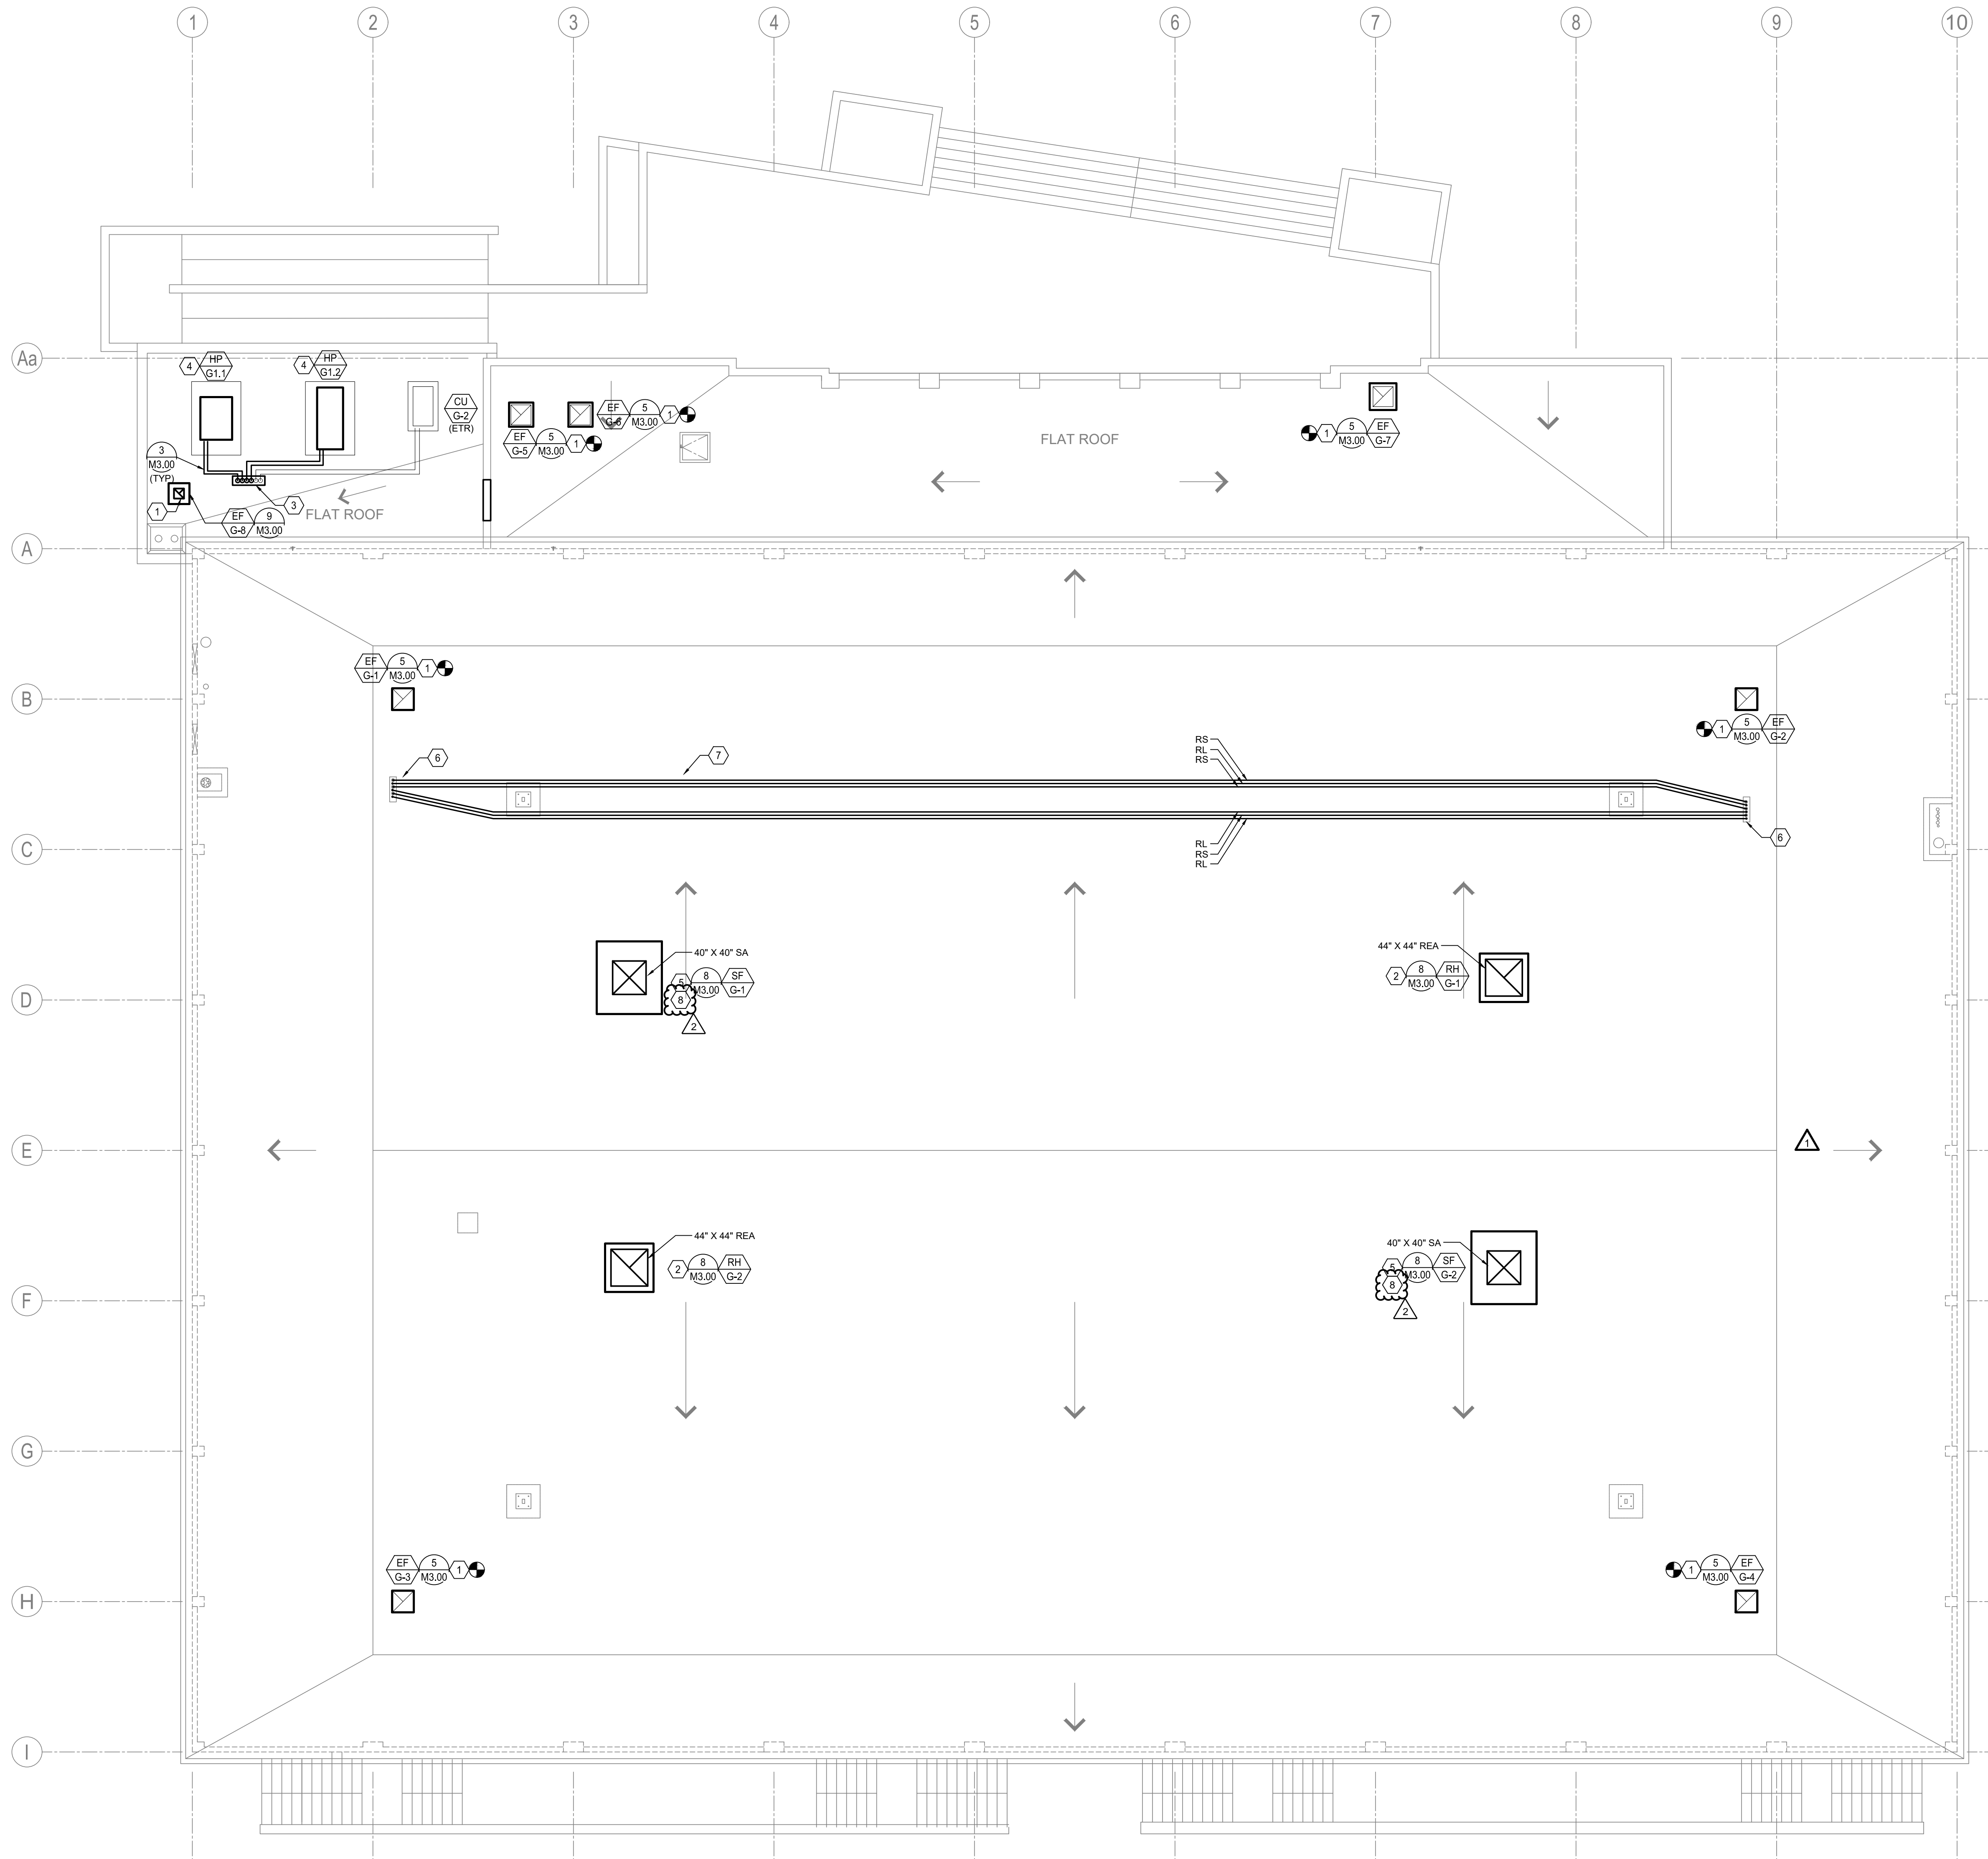 1 2 3 4 5 6 7 8 9 10
Aa
4 HP G1.1
4 HP G1.2
CU
G-2
(ETR)
3
M3.00
(TYP)
1
EF G-8 9 M3.00
3
FLAT ROOF
EF G-5 5 M3.00 1
EF G-6 5 M3.00 1
FLAT ROOF
1 5 M3.00 EF G-7
A
EF G-1 5 M3.00 1
B
1 5 M3.00 EF G-2
6
7
RS
RL
RS
6
RL
RS
RL
C
40" X 40" SA
5 8 M3.00 SF G-1
8
2
44" X 44" REA
2 8 M3.00 RH G-1
D
E
1
44" X 44" REA
2 8 M3.00 RH G-2
40" X 40" SA
5 8 M3.00 SF G-2
8
2
F
G
EF G-3 5 M3.00 1
1 5 M3.00 EF G-4
H
I